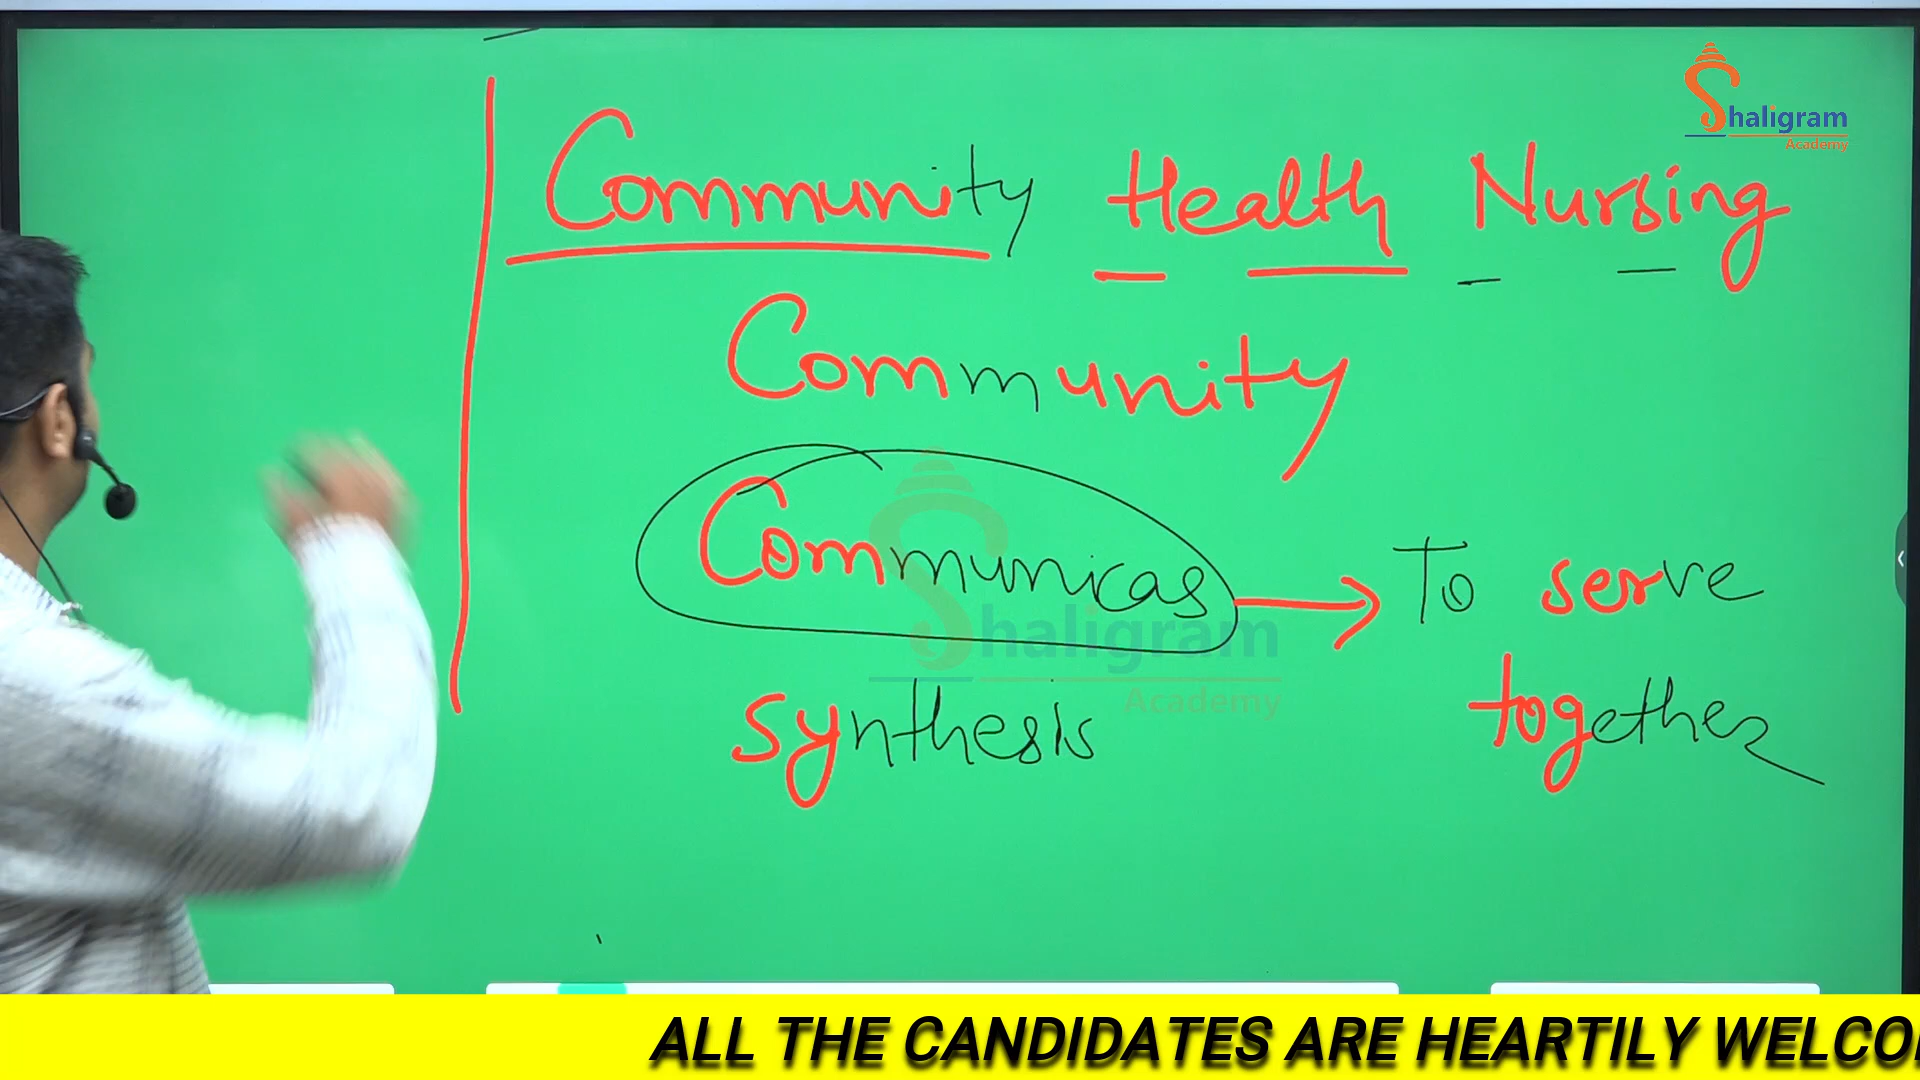 Shaligram
Academy
Community Health Nursing
Community
Communicas → To serve
together
Shaligram
Academy
synthesis
ALL THE CANDIDATES ARE HEARTILY WELCO